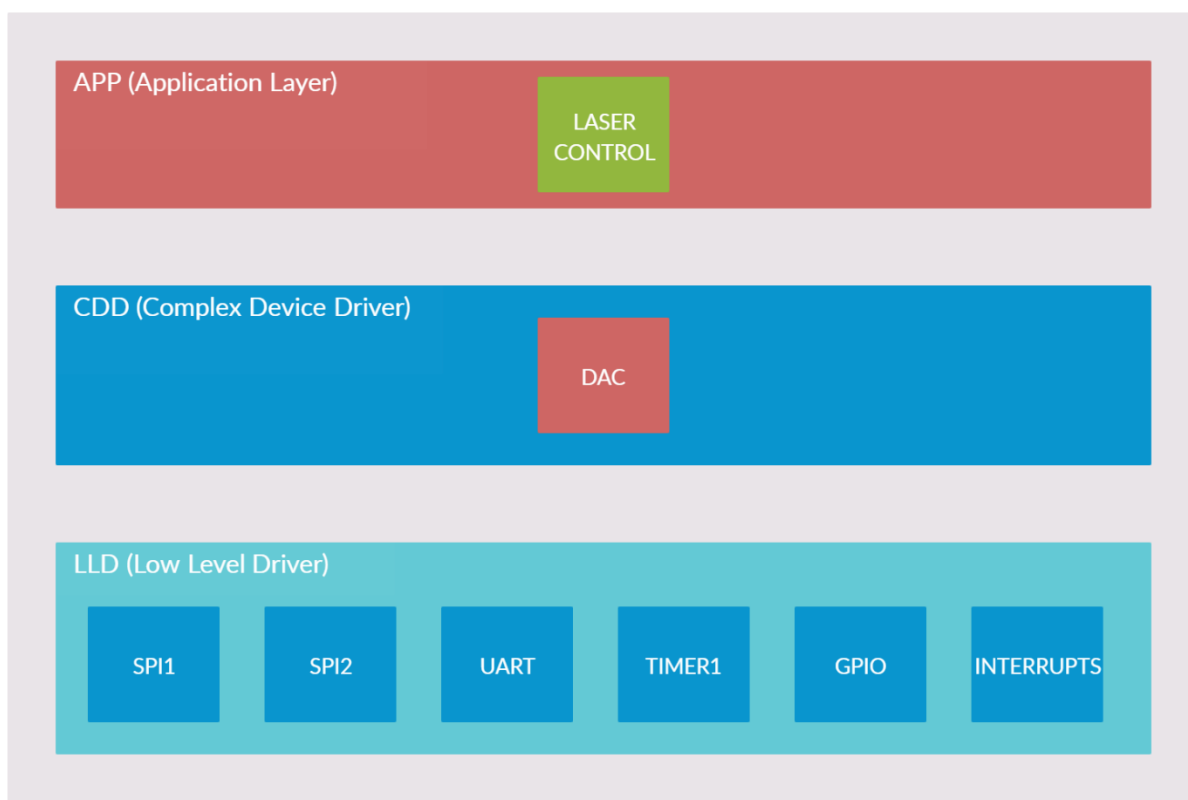 APP (Application Layer)
LASER
CONTROL
CDD (Complex Device Driver)
DAC
LLD (Low Level Driver)
SPI1
SPI2
UART
TIMER1
GPIO
INTERRUPTS